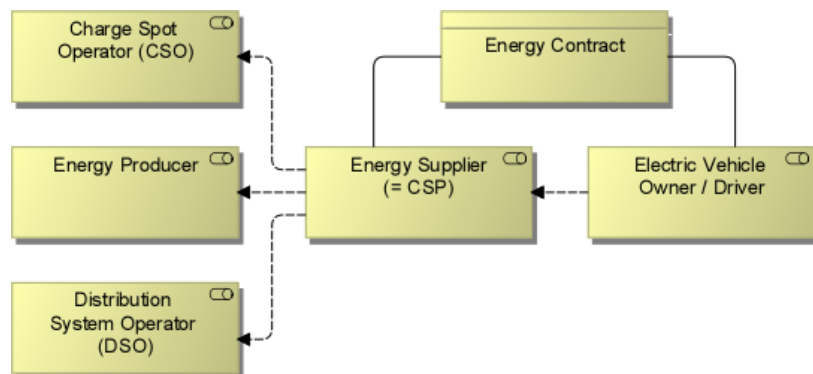 Charge Spot
Operator (CSO)
Energy Contract
Energy Producer
Energy Supplier
(= CSP)
Electric Vehicle
Owner / Driver
Distribution
System Operator
(DSO)